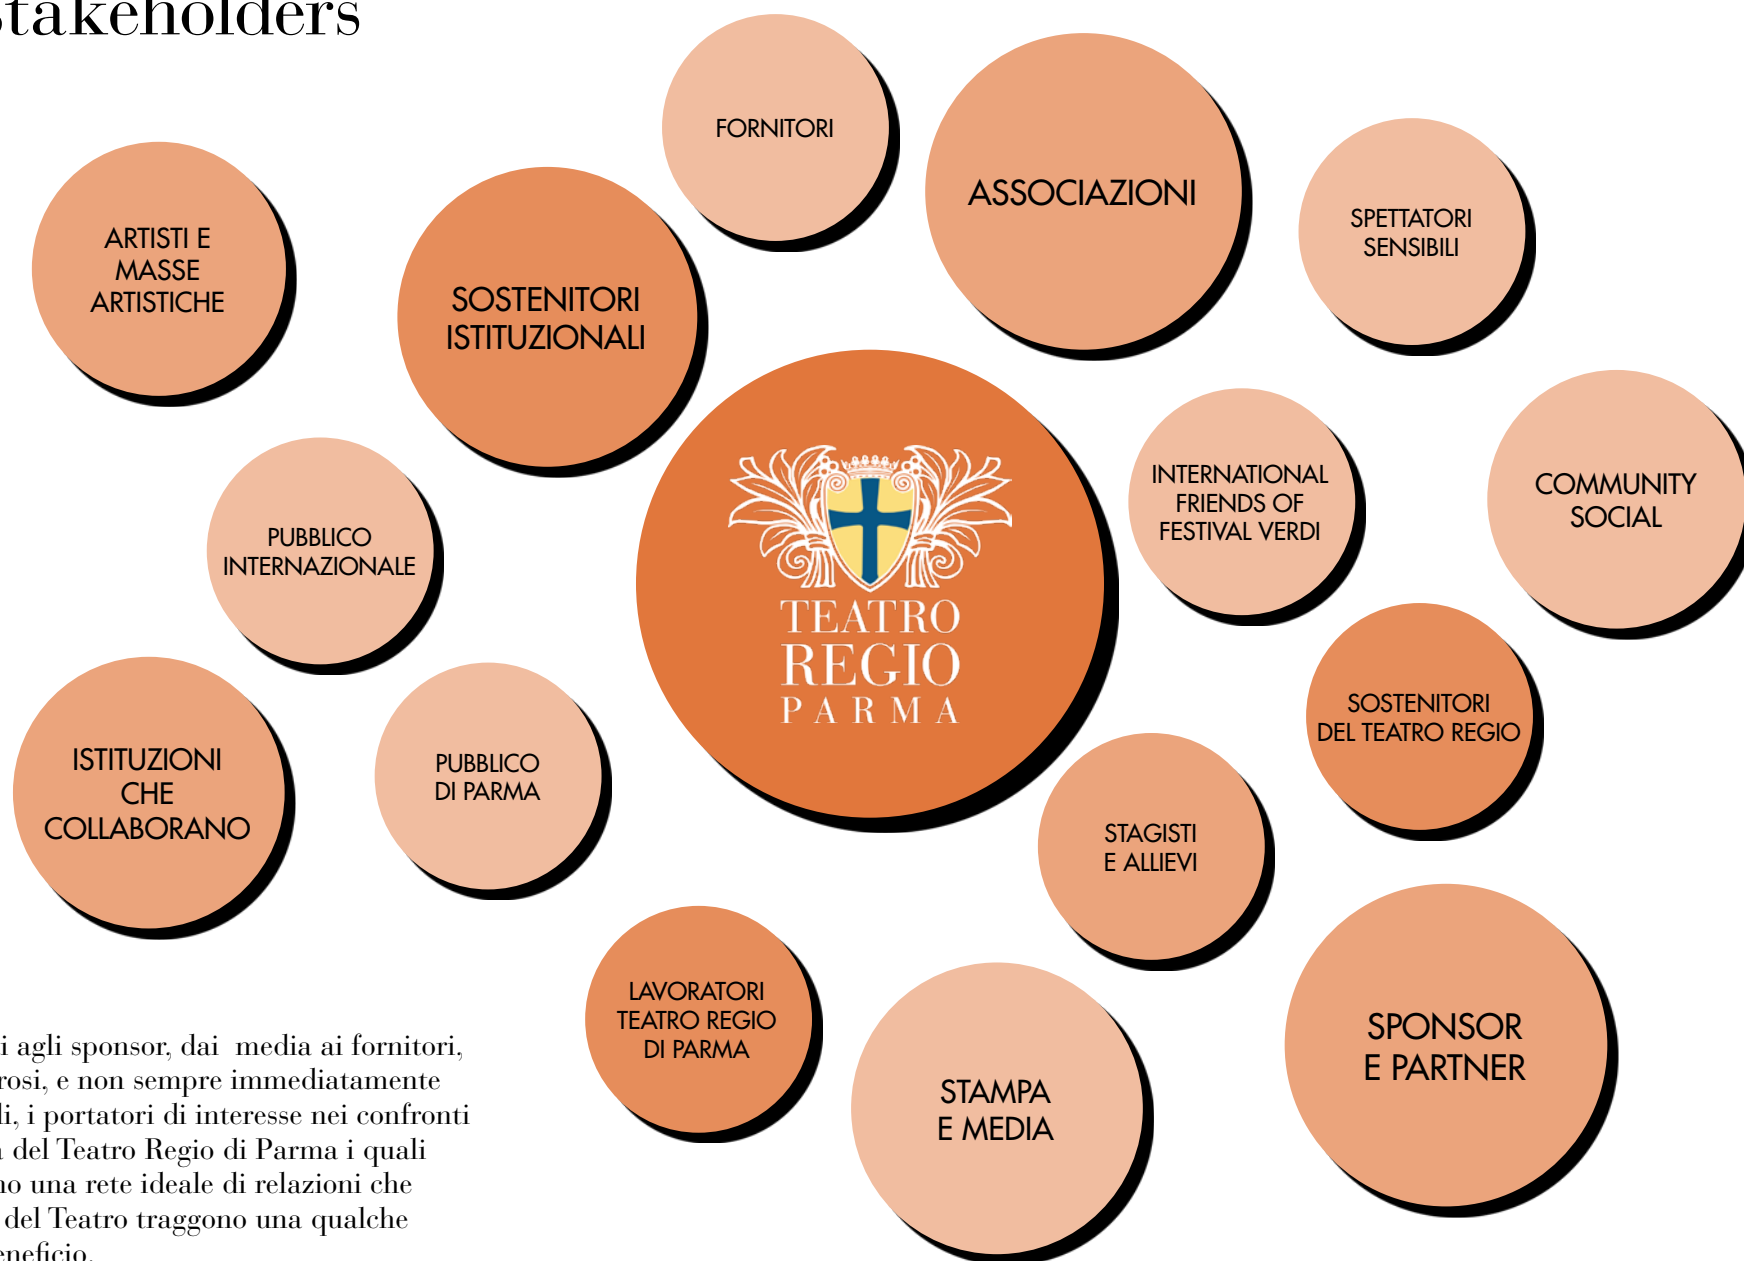 stakeholders
FORNITORI
ASSOCIAZIONI
SPETTATORI
SENSIBILI
ARTISTI E
MASSE
ARTISTICHE
SOSTENITORI
ISTITUZIONALI
INTERNATIONAL
FRIENDS OF
FESTIVAL VERDI
COMMUNITY
SOCIAL
PUBBLICO
INTERNAZIONALE
TEATRO
REGIO
PARMA
SOSTENITORI
DEL TEATRO REGIO
ISTITUZIONI
CHE
COLLABORANO
PUBBLICO
DI PARMA
STAGISTI
E ALLIEVI
LAVORATORI
TEATRO REGIO
DI PARMA
STAMPA
E MEDIA
SPONSOR
E PARTNER
i agli sponsor, dai media ai fornitori,
rosi, e non sempre immediatamente
li, i portatori di interesse nei confronti
a del Teatro Regio di Parma i quali
no una rete ideale di relazioni che
del Teatro traggono una qualche
eneficio.